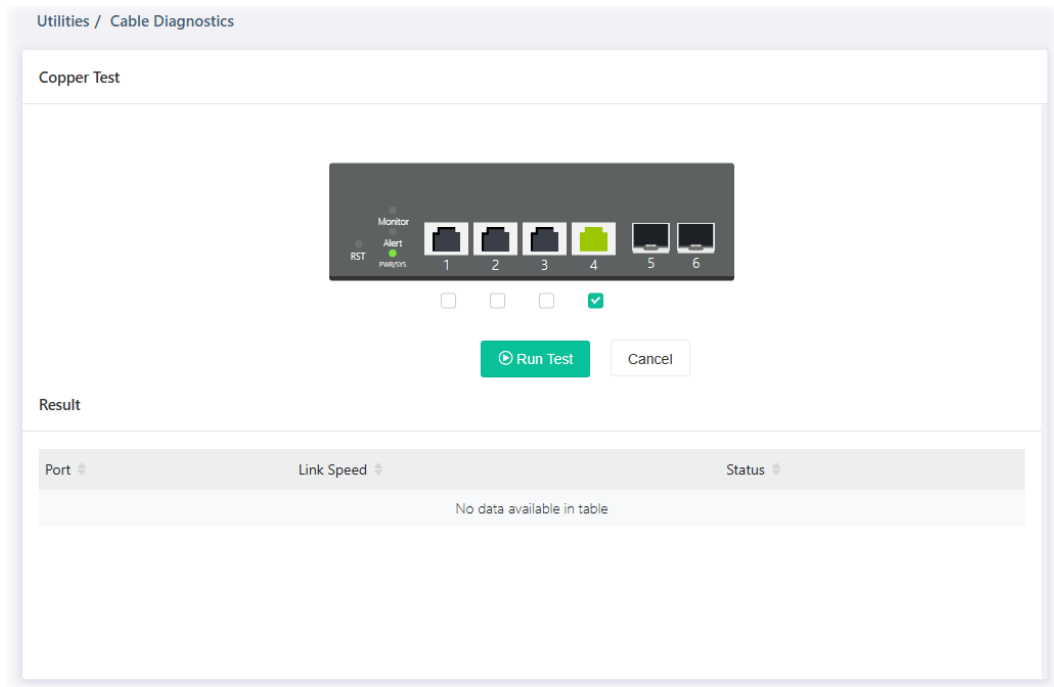 Utilities / Cable Diagnostics
Copper Test
Monitor
Alert
RST
PWR/SYS
1 2 3 4 5 6
Run Test Cancel
Result
Port Link Speed Status
No data available in table